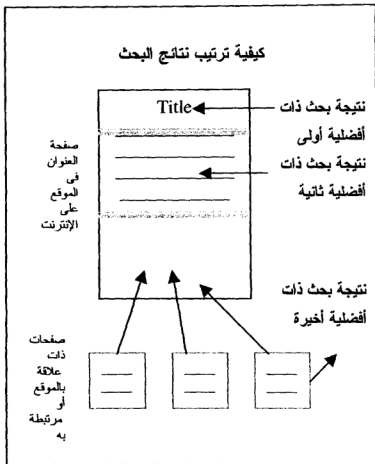 كيفية ترتيب نتائج البحث
Title
نتيجة بحث ذات
أفضلية أولى
نتيجة بحث ذات
أفضلية ثانية
صفحة
العنوان
فى
الموقع
على
الإنترنت
نتيجة بحث ذات
أفضلية أخيرة
صفحات
ذات
علاقة
بالموقع
أو
مرتبطة
به